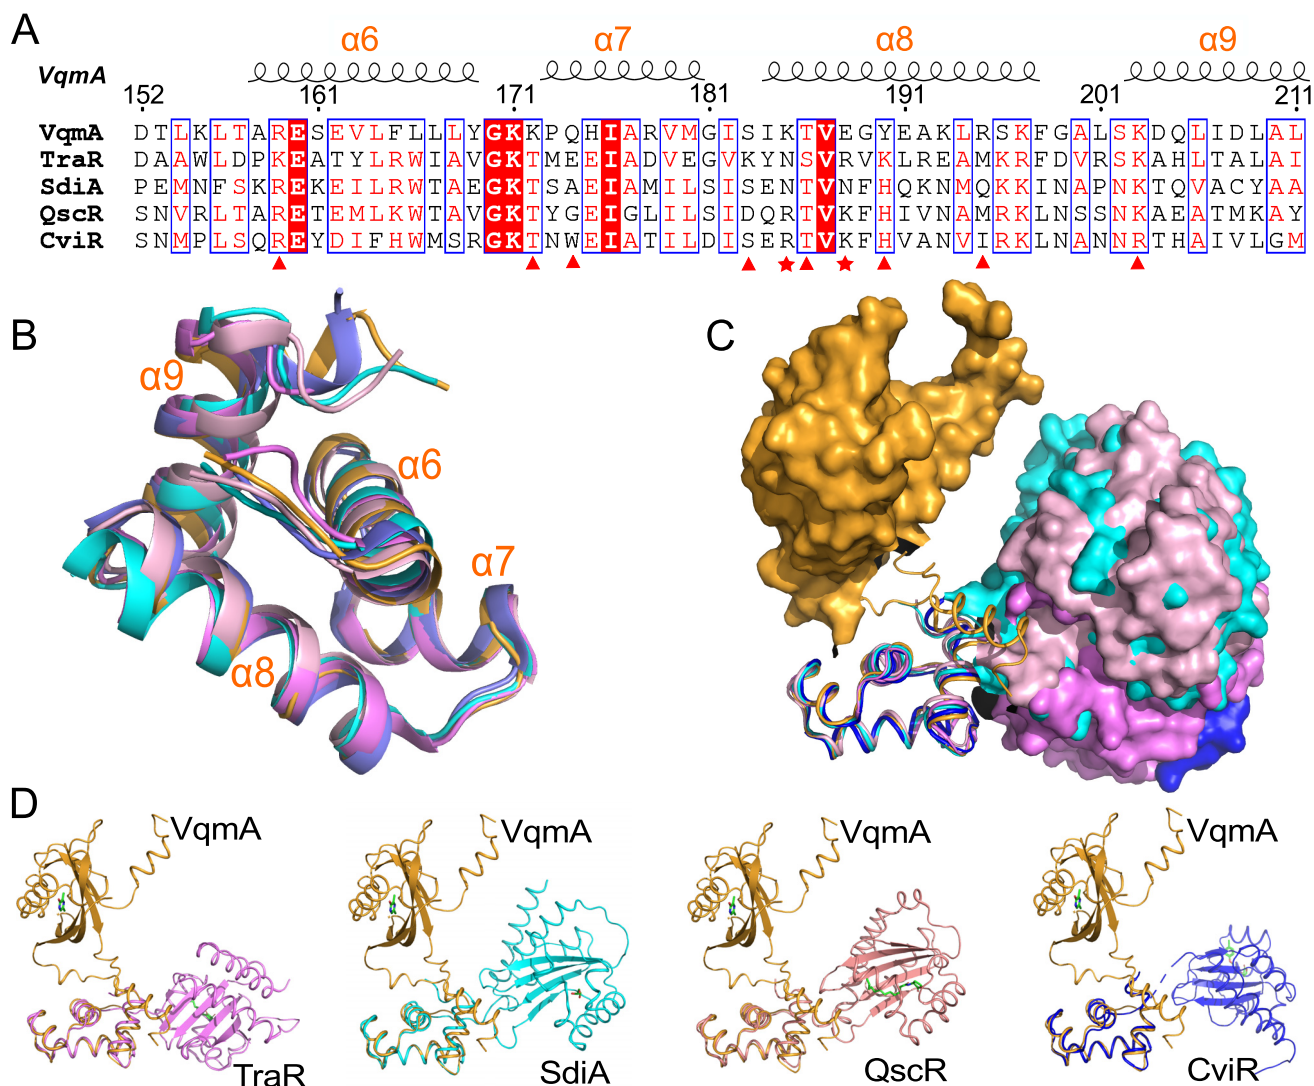 A
α6 α7 α8 α9
VqmA
152 161 171 181 191 201 211
VqmA DTLKLTARESEVLFLLLYGKKPQHIARVMGISIKTVEGYEAKLRSKFGALSKDQLIDLAL
TraR DAAWLDPKEATYLRWIAVGKTMEEIADVEGVKYNSVRVKLREAMKRFDVRSKAHLTALAI
SdiA PEMNFSKREKEILRWTAEGKTSAEIAMILSISENTVNFHQKNMQKKINAPNKTQVACYAA
QscR SNVRLTARETEMLKWTAVGKTYGEIGLILSIDQRTVKFHIVNAMRKLNSSNKAEATMKAY
CviR SNMPLSQREYDIFHWMSRGKTNWEIATILDISERTVKFHVANVIRKLNANNRTHAIVLGM
B
α9
α6
α7
α8
C
D
VqmA
TraR
VqmA
SdiA
VqmA
QscR
VqmA
CviR